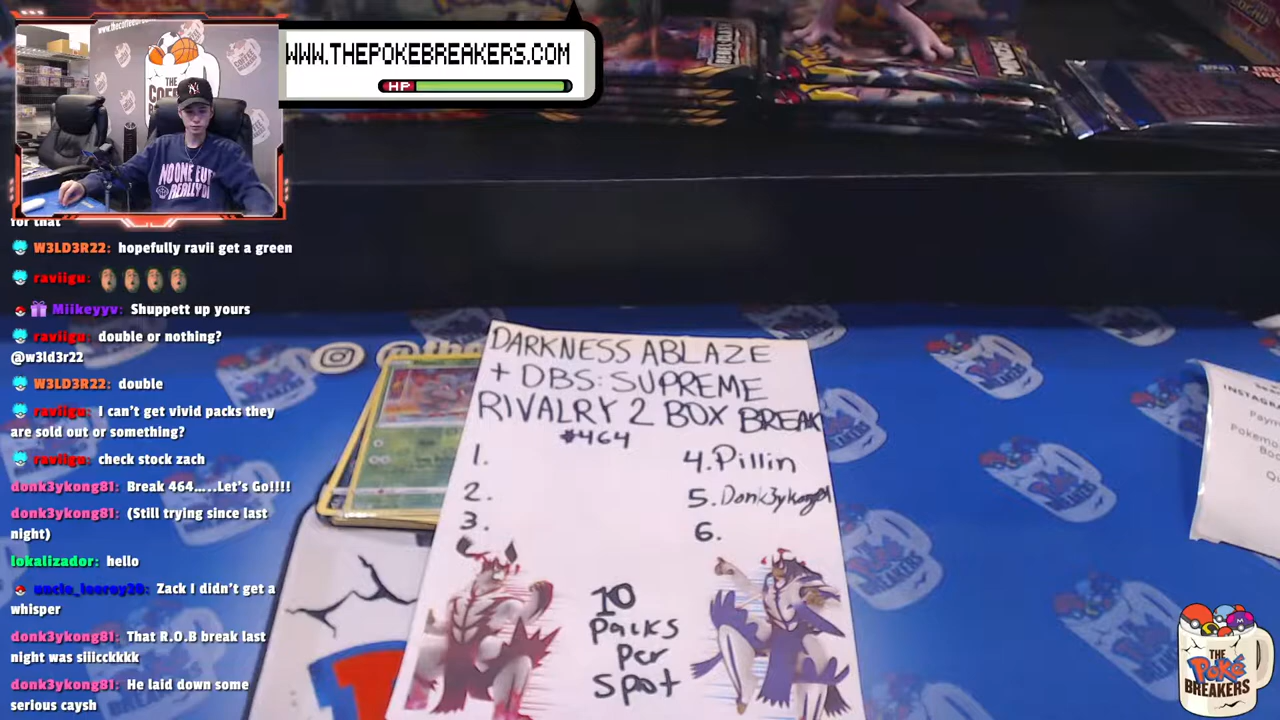 WWW.THEPOKEBREAKERS.COM
HP
for that
W3LD3R22: hopefully ravii get a green
raviigu:
Miikeyyv: Shuppett up yours
raviigu: double or nothing?
@w3ld3r22
W3LD3R22: double
raviigu: I can't get vivid packs they
are sold out or something?
raviigu: check stock zach
donk3ykong81: Break 464.....Let's Go!!!!
donk3ykong81: (Still trying since last
night)
lokalizador: hello
uncle_leeroy20: Zack I didn't get a
whisper
donk3ykong81: That R.O.B break last
night was siiicckkkk
donk3ykong81: He laid down some
serious caysh
DARKNESS ABLAZE
+ DBS: SUPREME
RIVALRY 2 BOX BREAK
#464
1.
2.
3.
4. Pillin
5. Donk3ykong81
6.
10
Packs
Per
Spot
THE
POKÉ
BREAKERS